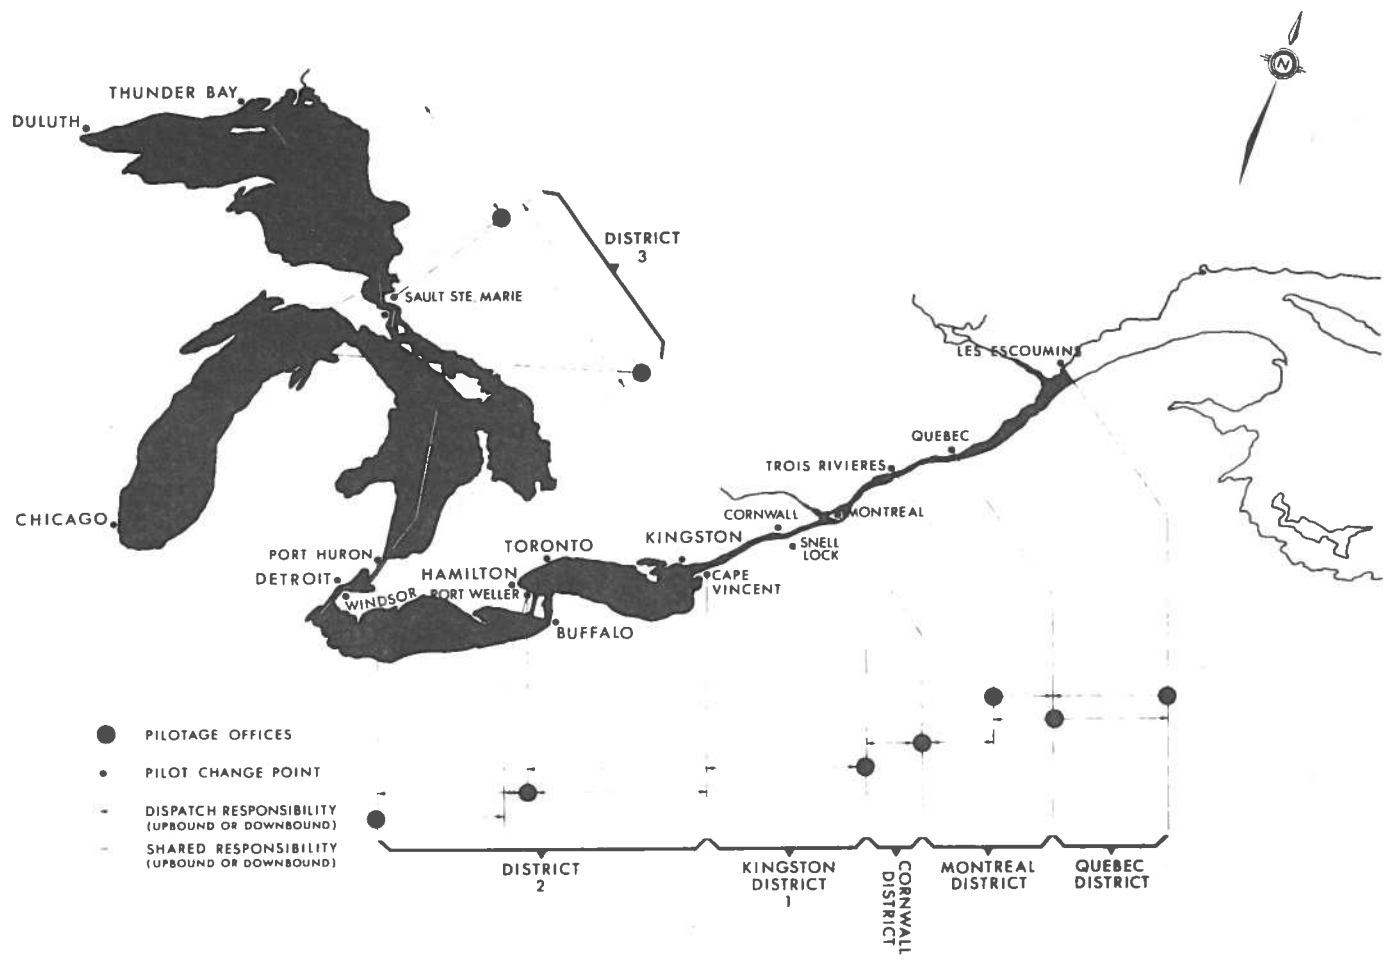 N
THUNDER BAY
DULUTH
DISTRICT
3
SAULT STE. MARIE
LES ESCOUMINS
QUEBEC
TROIS RIVIERES
CHICAGO
CORNWALL
MONTREAL
KINGSTON
SNELL
LOCK
TORONTO
PORT HURON
HAMILTON
DETROIT
CAPE
VINCENT
WINDSOR
PORT WELLER
BUFFALO
PILOTAGE OFFICES
PILOT CHANGE POINT
DISPATCH RESPONSIBILITY
(UPBOUND OR DOWNBOUND)
SHARED RESPONSIBILITY
(UPBOUND OR DOWNBOUND)
DISTRICT
2
KINGSTON
DISTRICT
1
CORNWALL
DISTRICT
MONTREAL
DISTRICT
QUEBEC
DISTRICT